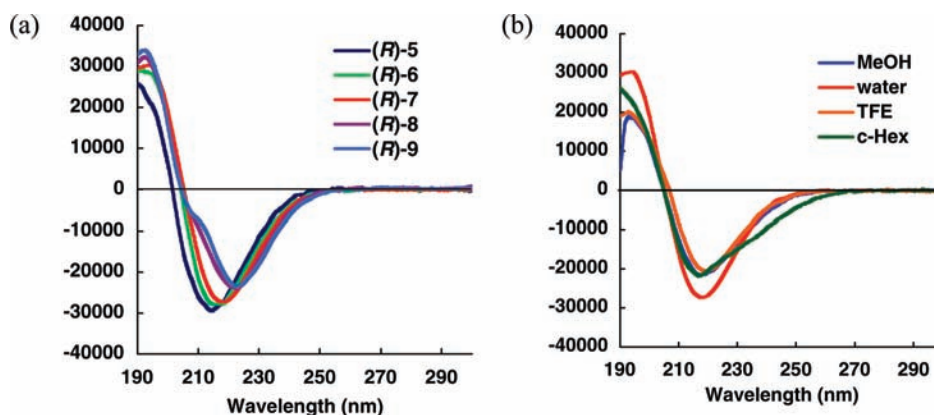 (a)
40000
30000
20000
10000
0
-10000
-20000
-30000
-40000
190 210 230 250 270 290
Wavelength (nm)
(R)-5
(R)-6
(R)-7
(R)-8
(R)-9
(b)
40000
30000
20000
10000
0
-10000
-20000
-30000
-40000
190 210 230 250 270 290
Wavelength (nm)
MeOH
water
TFE
c-Hex